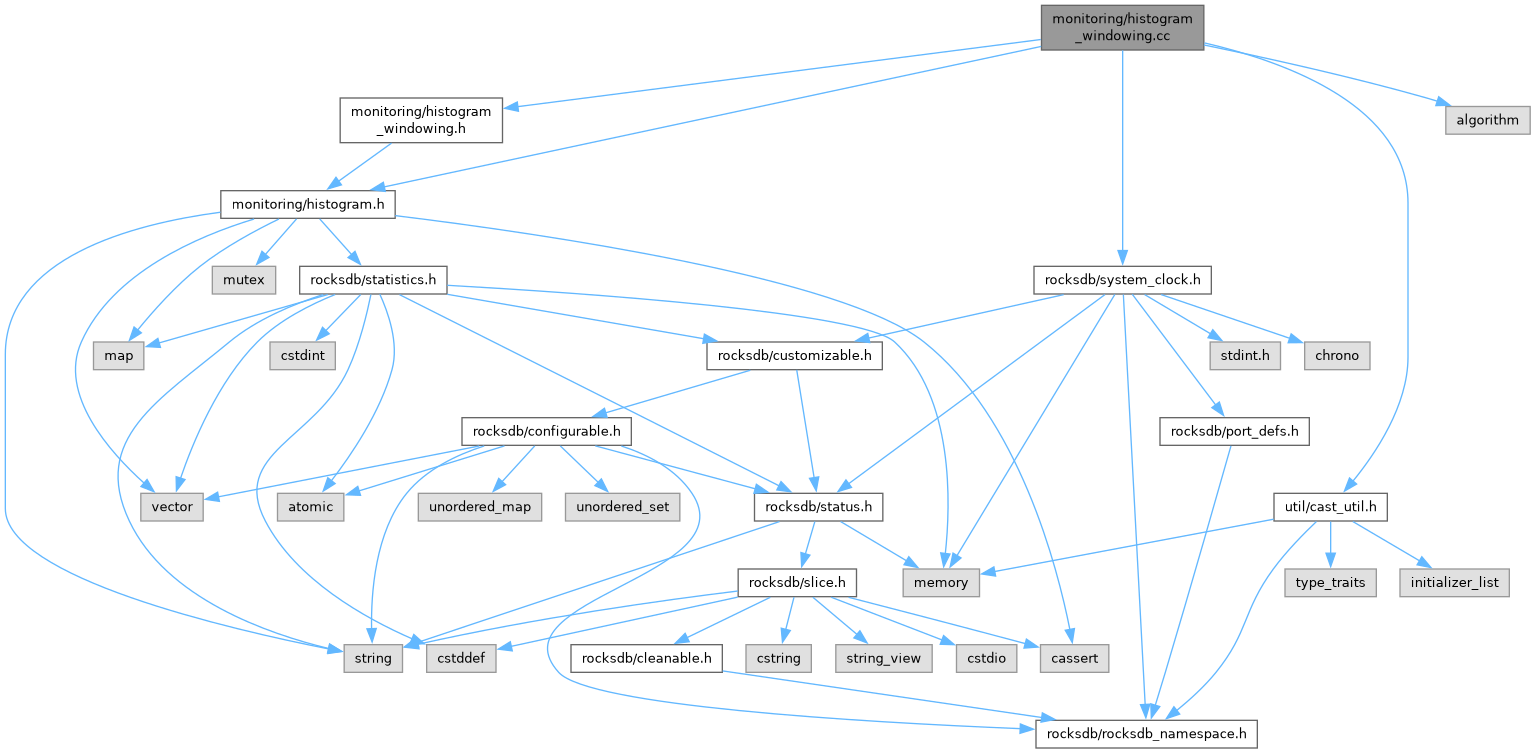 monitoring/histogram
_windowing.cc
monitoring/histogram
_windowing.h
algorithm
monitoring/histogram.h
mutex
rocksdb/statistics.h
rocksdb/system_clock.h
map
cstdint
rocksdb/customizable.h
stdint.h
chrono
rocksdb/configurable.h
rocksdb/port_defs.h
vector
atomic
unordered_map
unordered_set
rocksdb/status.h
util/cast_util.h
rocksdb/slice.h
memory
type_traits
initializer_list
string
cstddef
rocksdb/cleanable.h
cstring
string_view
cstdio
cassert
rocksdb/rocksdb_namespace.h